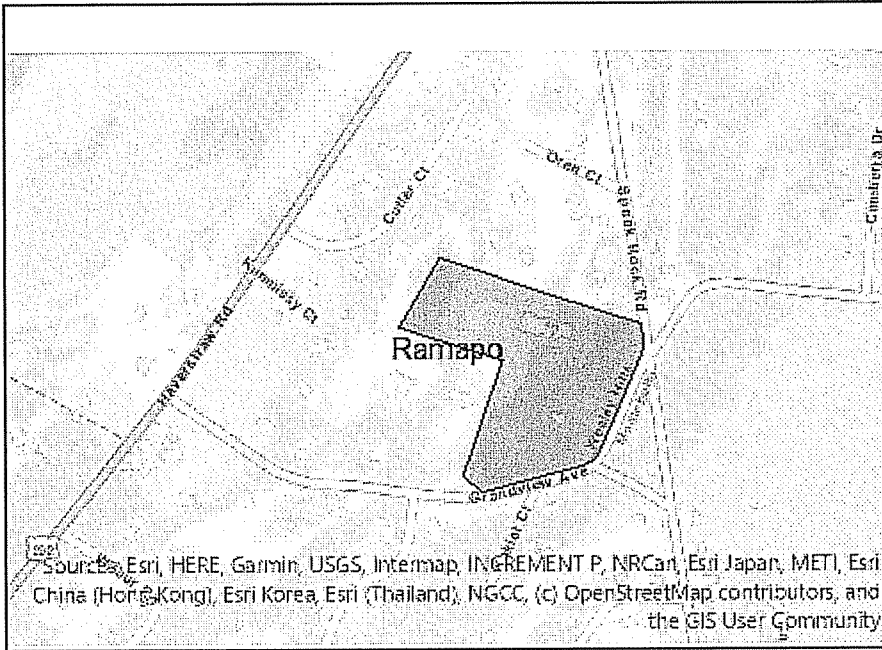 Cutler Ct
Oren Ct
Spook Rock Rd
Haverstraw Rd
Ramapo
Grandview Ave
202
Sources: Esri, HERE, Garmin, USGS, Intermap, INCREMENT P, NRCan, Esri Japan, METI, Esri
China (Hong Kong), Esri Korea, Esri (Thailand), NGCC, (c) OpenStreetMap contributors, and
the GIS User Community